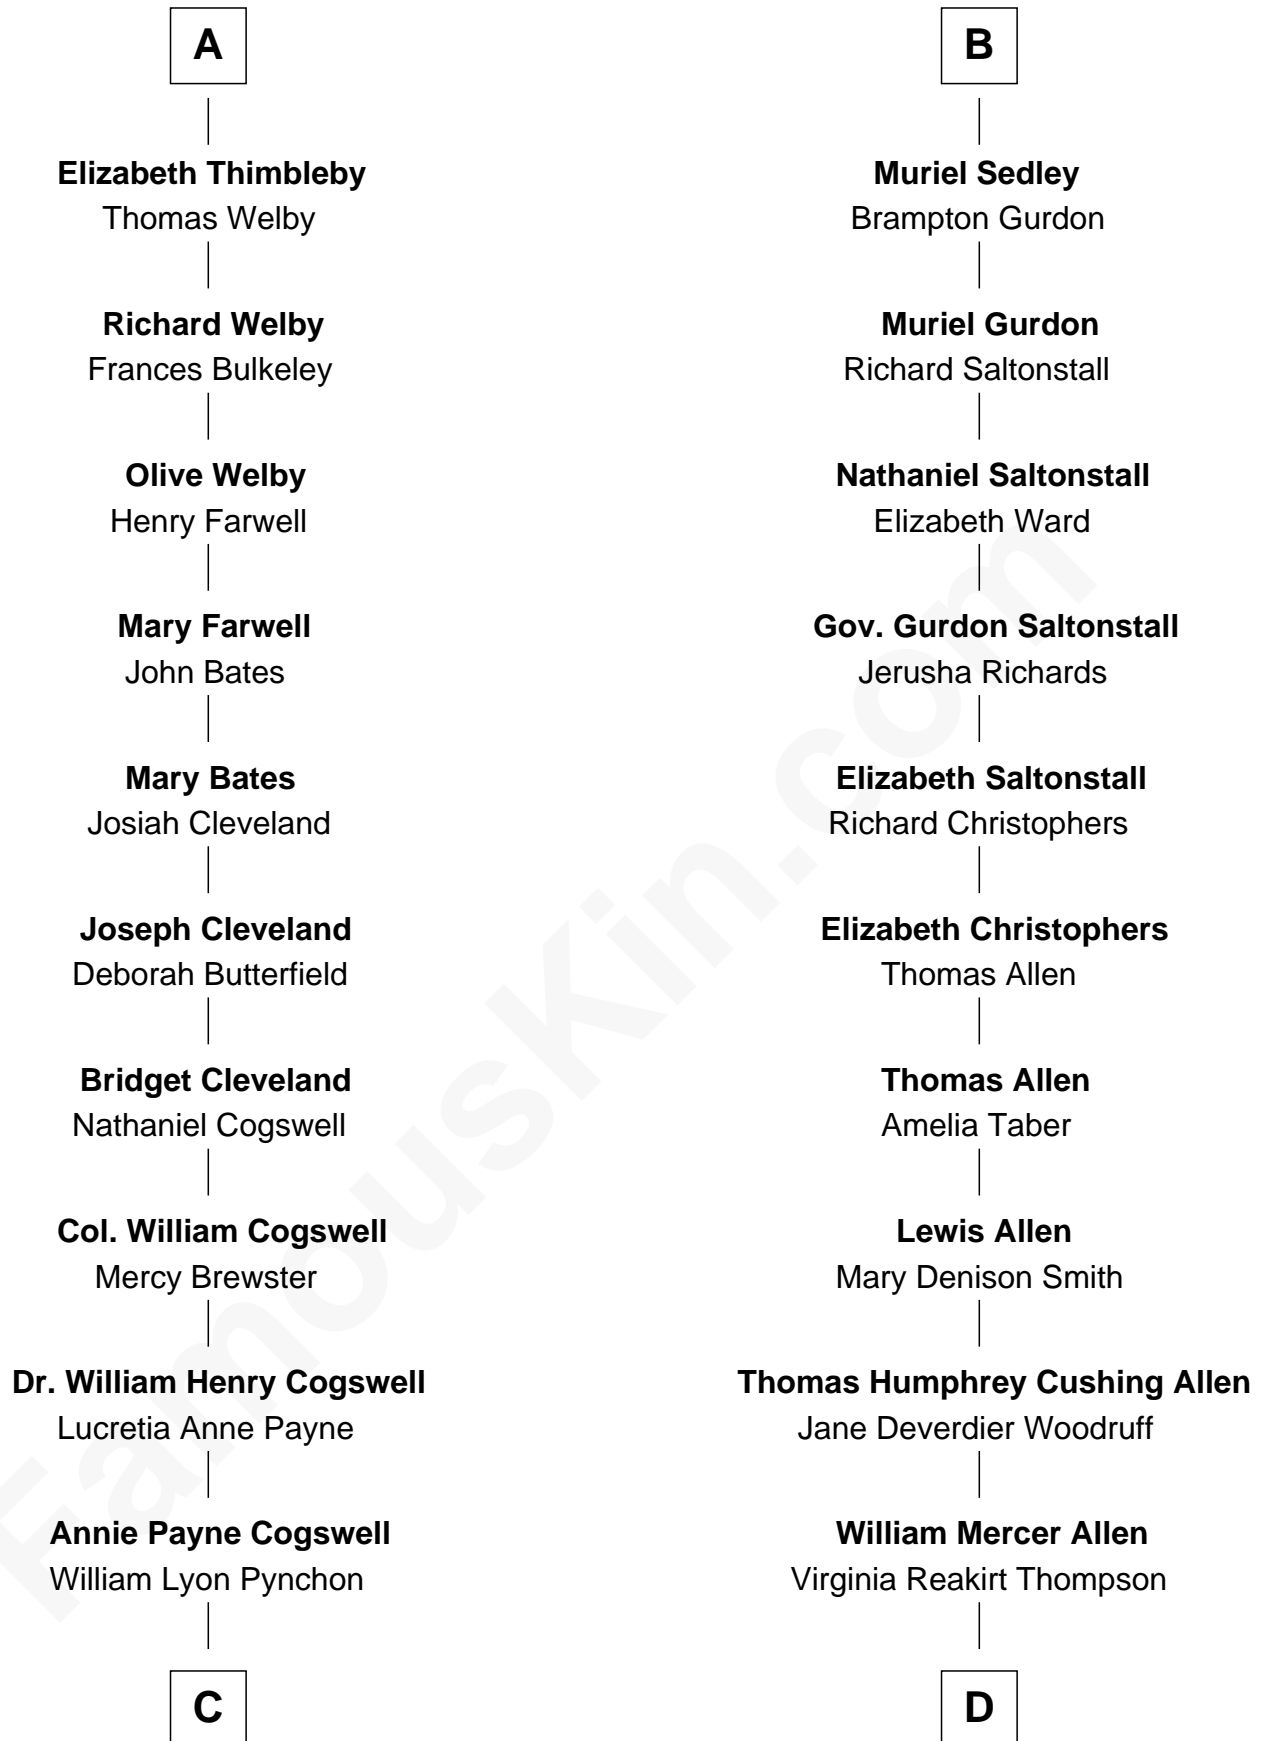 A
Elizabeth Thimbleby
Thomas Welby
Richard Welby
Frances Bulkeley
Olive Welby
Henry Farwell
Mary Farwell
John Bates
Mary Bates
Josiah Cleveland
Joseph Cleveland
Deborah Butterfield
Bridget Cleveland
Nathaniel Cogswell
Col. William Cogswell
Mercy Brewster
Dr. William Henry Cogswell
Lucretia Anne Payne
Annie Payne Cogswell
William Lyon Pynchon
C
B
Muriel Sedley
Brampton Gurdon
Muriel Gurdon
Richard Saltonstall
Nathaniel Saltonstall
Elizabeth Ward
Gov. Gurdon Saltonstall
Jerusha Richards
Elizabeth Saltonstall
Richard Christophers
Elizabeth Christophers
Thomas Allen
Thomas Allen
Amelia Taber
Lewis Allen
Mary Denison Smith
Thomas Humphrey Cushing Allen
Jane Deverdier Woodruff
William Mercer Allen
Virginia Reakirt Thompson
D
FamousKin.com